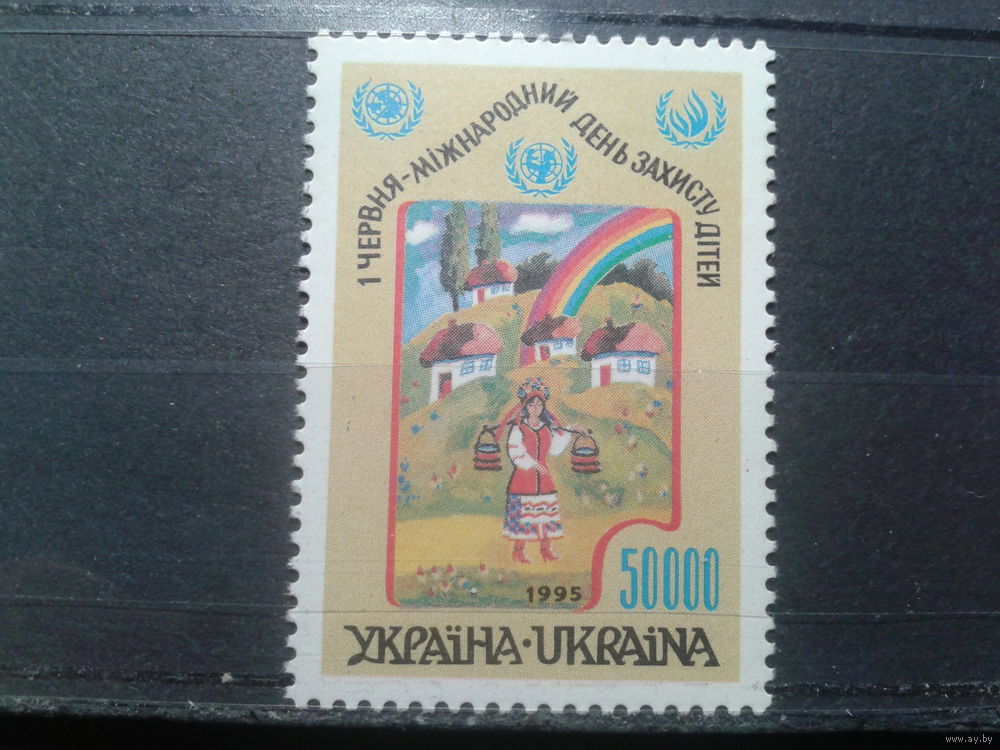 1 ЧЕРВНЯ-МІЖНАРОДНИЙ ДЕНЬ ЗАХИСТУ ДІТЕЙ
50000
1995
УКРАЇНА·UKRAiNA
www.ay.by